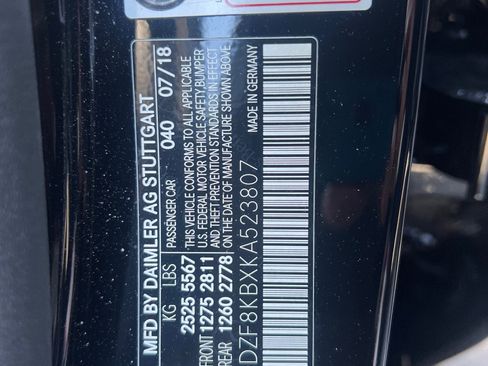 MFD BY DAIMLER AG STUTTGART
KG LBS PASSENGER CAR 040 07/18
2525 5567
FRONT 1275 2811
REAR 1260 2778
THIS VEHICLE CONFORMS TO ALL APPLICABLE
U.S. FEDERAL MOTOR VEHICLE SAFETY, BUMPER
AND THEFT PREVENTION STANDARDS IN EFFECT
ON THE DATE OF MANUFACTURE SHOWN ABOVE.
DZF8KBXKA523807 MADE IN GERMANY